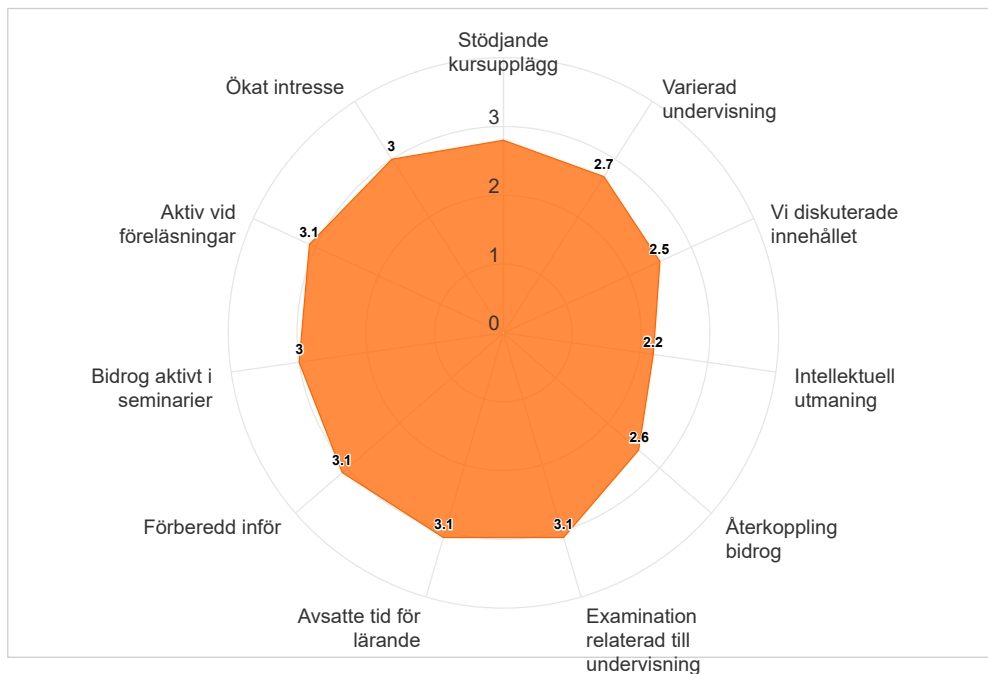 Stödjande
kursupplägg
Varierad
undervisning
Vi diskuterade
innehållet
Intellektuell
utmaning
Återkoppling
bidrog
Examination
relaterad till
undervisning
Avsatte tid för
lärande
Förberedd inför
Bidrog aktivt i
seminarier
Aktiv vid
föreläsningar
Ökat intresse
3
2
1
0
2.7
2.5
2.2
2.6
3.1
3.1
3.1
3
3.1
3